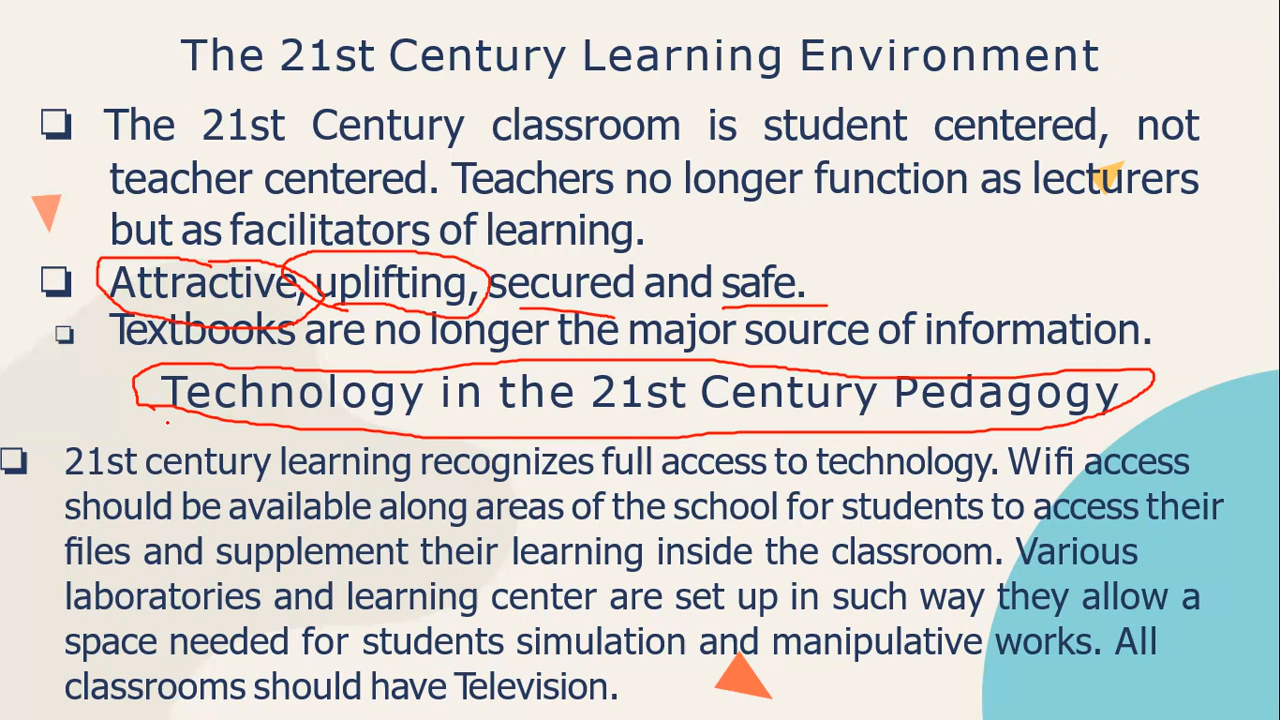 The 21st Century Learning Environment
❑ The 21st Century classroom is student centered, not
teacher centered. Teachers no longer function as lecturers
but as facilitators of learning.
❑ Attractive, uplifting, secured and safe.
❑ Textbooks are no longer the major source of information.
Technology in the 21st Century Pedagogy
❑ 21st century learning recognizes full access to technology. Wifi access
should be available along areas of the school for students to access their
files and supplement their learning inside the classroom. Various
laboratories and learning center are set up in such way they allow a
space needed for students simulation and manipulative works. All
classrooms should have Television.